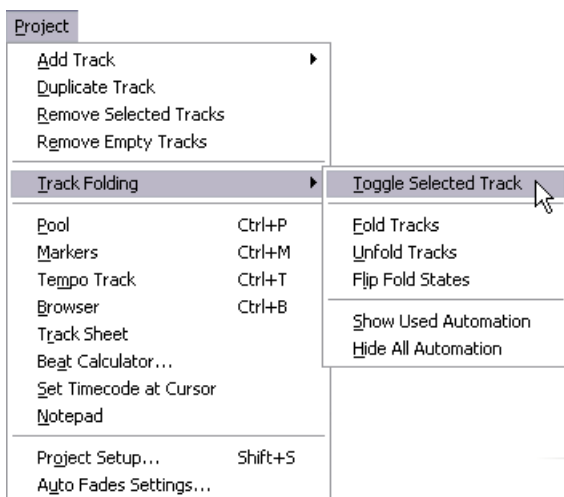 Project
Add Track
Duplicate Track
Remove Selected Tracks
Remove Empty Tracks
Track Folding
Toggle Selected Track
Fold Tracks
Unfold Tracks
Flip Fold States
Show Used Automation
Hide All Automation
Pool Ctrl+P
Markers Ctrl+M
Tempo Track Ctrl+T
Browser Ctrl+B
Track Sheet
Beat Calculator...
Set Timecode at Cursor
Notepad
Project Setup... Shift+S
Auto Fades Settings...